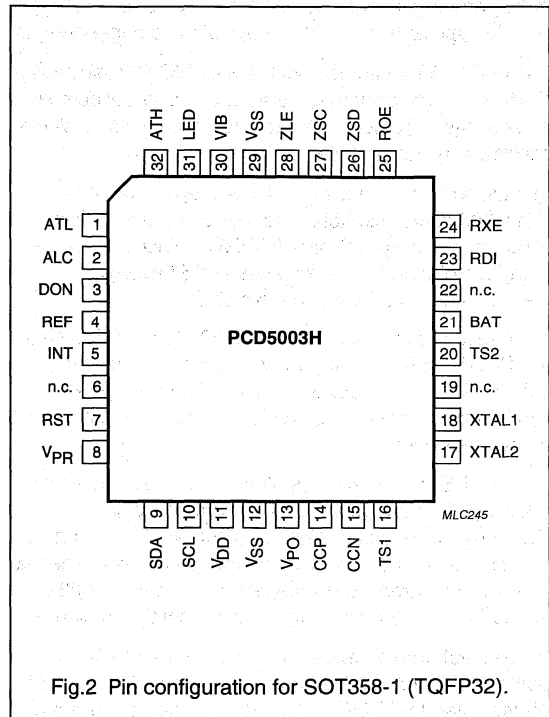 ATH LED VIB VSS ZLE ZSC ZSD ROE
32 31 30 29 28 27 26 25
ATL 1
ALC 2
DON 3
REF 4
INT 5
n.c. 6
RST 7
VPR 8
PCD5003H
24 RXE
23 RDI
22 n.c.
21 BAT
20 TS2
19 n.c.
18 XTAL1
17 XTAL2
9 10 11 12 13 14 15 16
SDA SCL VDD VSS VPO CCP CCN TS1
MLC245
Fig.2 Pin configuration for SOT358-1 (TQFP32).